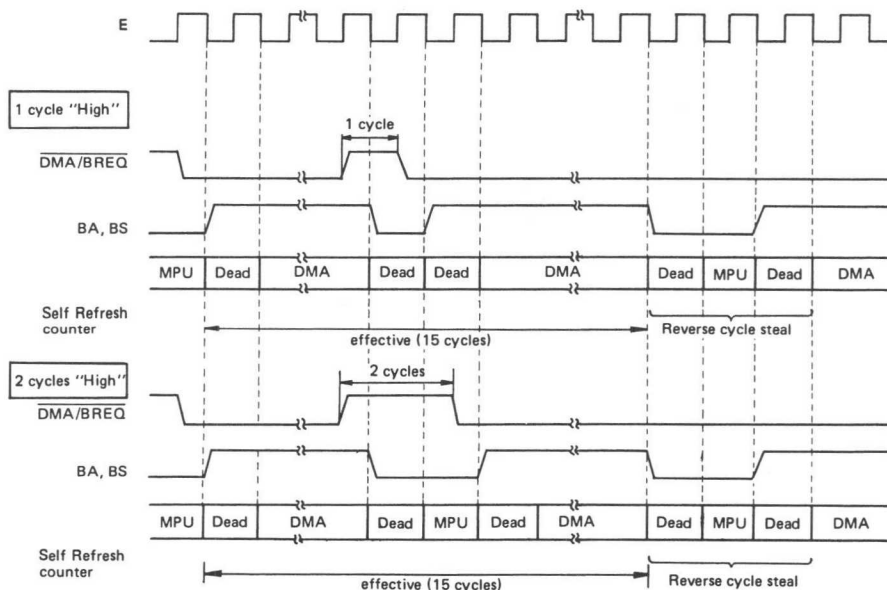 E
1 cycle "High"
1 cycle
DMA/BREQ
BA, BS
MPU Dead DMA Dead Dead DMA Dead MPU Dead DMA
Self Refresh
counter
effective (15 cycles)
Reverse cycle steal
2 cycles "High"
2 cycles
DMA/BREQ
BA, BS
MPU Dead DMA Dead MPU Dead DMA Dead MPU Dead DMA
Self Refresh
counter
effective (15 cycles)
Reverse cycle steal